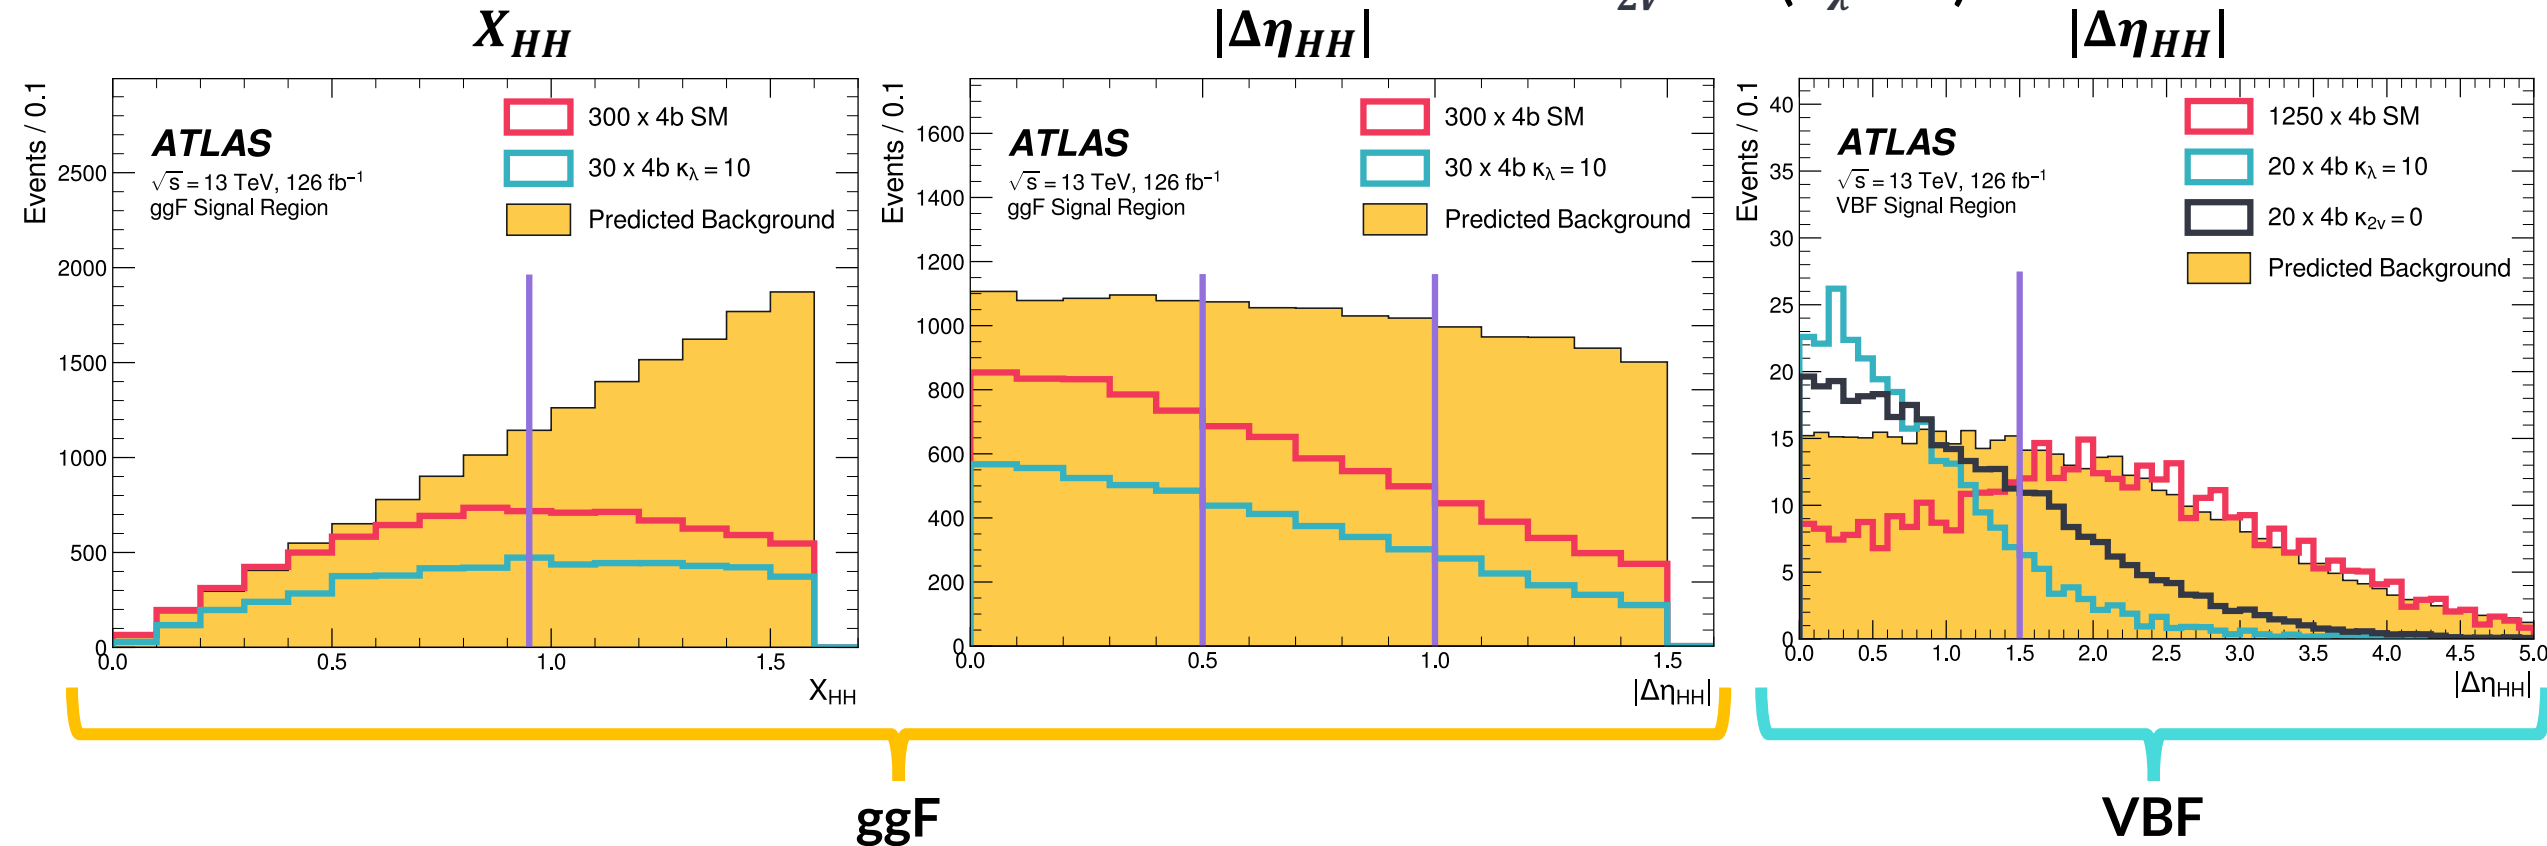 X_HH
|Δη_HH|
|Δη_HH|
Events / 0.1
ATLAS
√s = 13 TeV, 126 fb⁻¹
ggF Signal Region
300 x 4b SM
30 x 4b κλ = 10
Predicted Background
2500
2000
1500
1000
500
0
0.0
0.5
1.0
1.5
X_HH
Events / 0.1
ATLAS
√s = 13 TeV, 126 fb⁻¹
ggF Signal Region
300 x 4b SM
30 x 4b κλ = 10
Predicted Background
1600
1400
1200
1000
800
600
400
200
0
0.0
0.5
1.0
1.5
|Δη_HH|
Events / 0.1
ATLAS
√s = 13 TeV, 126 fb⁻¹
VBF Signal Region
1250 x 4b SM
20 x 4b κλ = 10
20 x 4b κ2v = 0
Predicted Background
40
35
30
25
20
15
10
5
0
0.0
0.5
1.0
1.5
2.0
2.5
3.0
3.5
4.0
4.5
5.0
|Δη_HH|
ggF
VBF